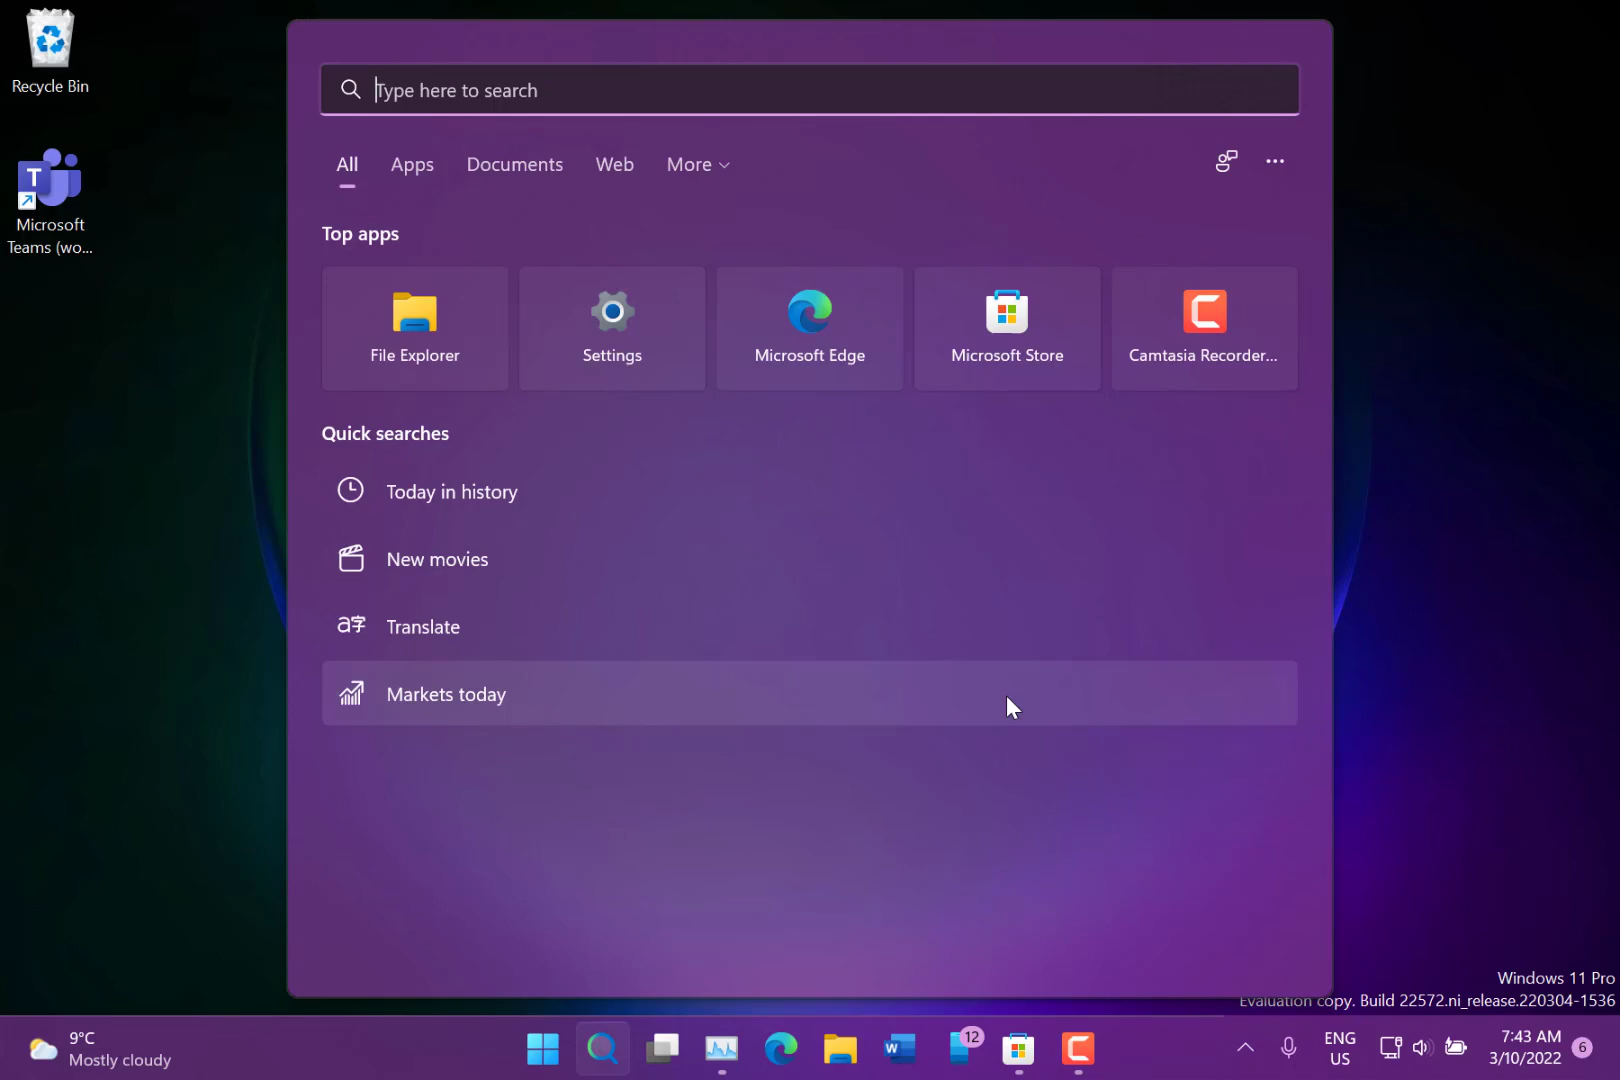 Recycle Bin
Microsoft
Teams (wo...
Type here to search
All Apps Documents Web More
Top apps
File Explorer
Settings
Microsoft Edge
Microsoft Store
Camtasia Recorder...
Quick searches
Today in history
New movies
a字 Translate
Markets today
Windows 11 Pro
Evaluation copy. Build 22572.ni_release.220304-1536
9°C
Mostly cloudy
12
ENG
US
7:43 AM
3/10/2022
6